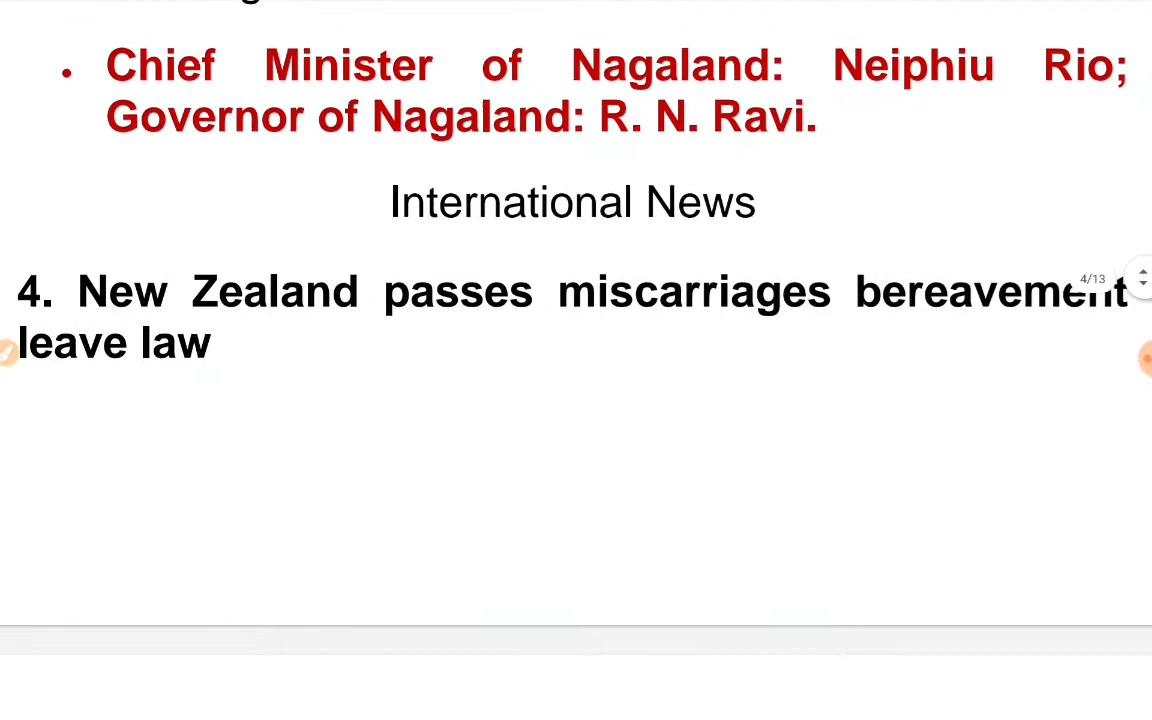 • Chief Minister of Nagaland: Neiphiu Rio;
Governor of Nagaland: R. N. Ravi.
International News
4. New Zealand passes miscarriages bereavement
4/13
leave law